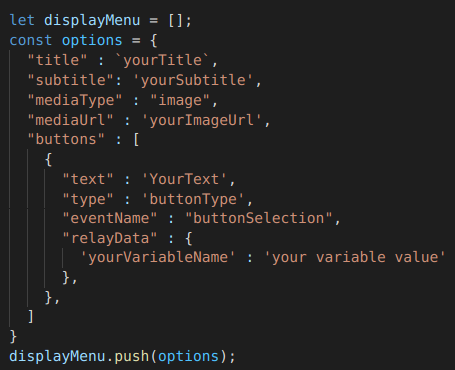 let displayMenu = [];
const options = {
  "title" : `yourTitle`,
  "subtitle": 'yourSubtitle',
  "mediaType" : "image",
  "mediaUrl" : 'yourImageUrl',
  "buttons" : [
    {
      "text" : 'YourText',
      "type" : 'buttonType',
      "eventName" : "buttonSelection",
      "relayData" : {
        'yourVariableName' : 'your variable value'
      },
    },
  ]
}
displayMenu.push(options);